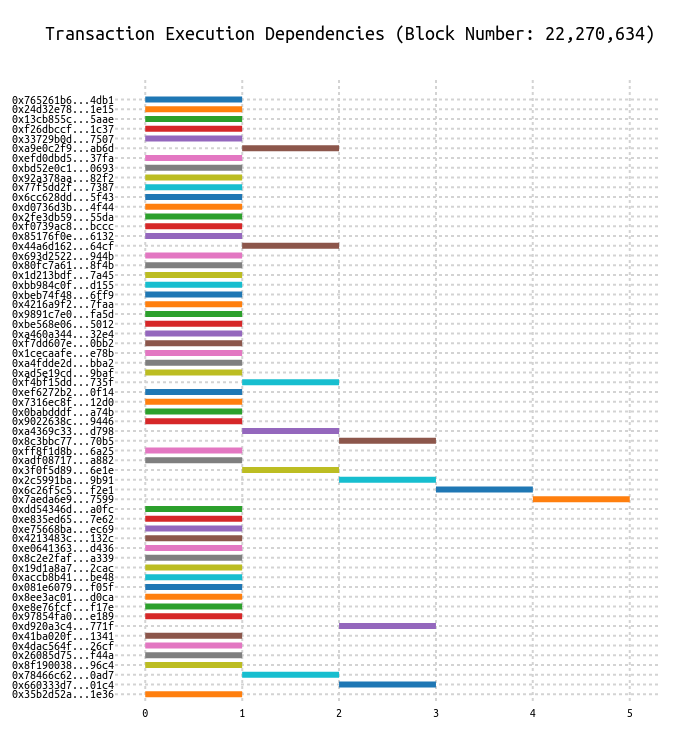 Transaction Execution Dependencies (Block Number: 22,270,634)
0x765261b6...4db1
0x24d32e78...1e15
0x13cb855c...5aae
0xf26dbccf...1c37
0x33729b0d...7507
0xa9e0c2f9...ab6d
0xefd0dbd5...37fa
0xbd52e0c1...0693
0x92a378aa...82f2
0x77f5dd2f...7387
0x6cc628dd...5f43
0xd0736d3b...4f44
0x2fe3db59...55da
0xf0739ac8...bccc
0x85176f0e...6132
0x44a6d162...64cf
0x693d2522...944b
0x80fc7a61...8f4b
0x1d213bdf...7a45
0xbb984c0f...d155
0xbeb74f48...6ff9
0x4216a9f2...7faa
0x9891c7e0...fa5d
0xbe568e06...5012
0xa460a344...32e4
0xf7dd607e...0bb2
0x1cecaafe...e78b
0xa4fdde2d...bba2
0xad5e19cd...9baf
0xf4bf15dd...735f
0xef6272b2...0f14
0x7316ec8f...12d0
0x0babdddf...a74b
0x9022638c...9446
0xa4369c33...d798
0x8c3bbc77...70b5
0xff8f1d8b...6a25
0xadf08717...a882
0x3f0f5d89...6e1e
0x2c5991ba...9b91
0x6c26f5c5...f2e1
0x7aeda6e9...7599
0xdd54346d...a0fc
0xe835ed65...7e62
0xe75668ba...ec69
0x4213483c...132c
0xe0641363...d436
0x8c2e2faf...a339
0x19d1a8a7...2cac
0xaccb8b41...be48
0x081e6079...f05f
0x8ee3ac01...d0ca
0xe8e76fcf...f17e
0x97854fa0...e189
0xd920a3c4...771f
0x41ba020f...1341
0x4dac564f...26cf
0x26085d75...f44a
0x8f190038...96c4
0x78466c62...0ad7
0x660333d7...01c4
0x35b2d52a...1e36
0 1 2 3 4 5